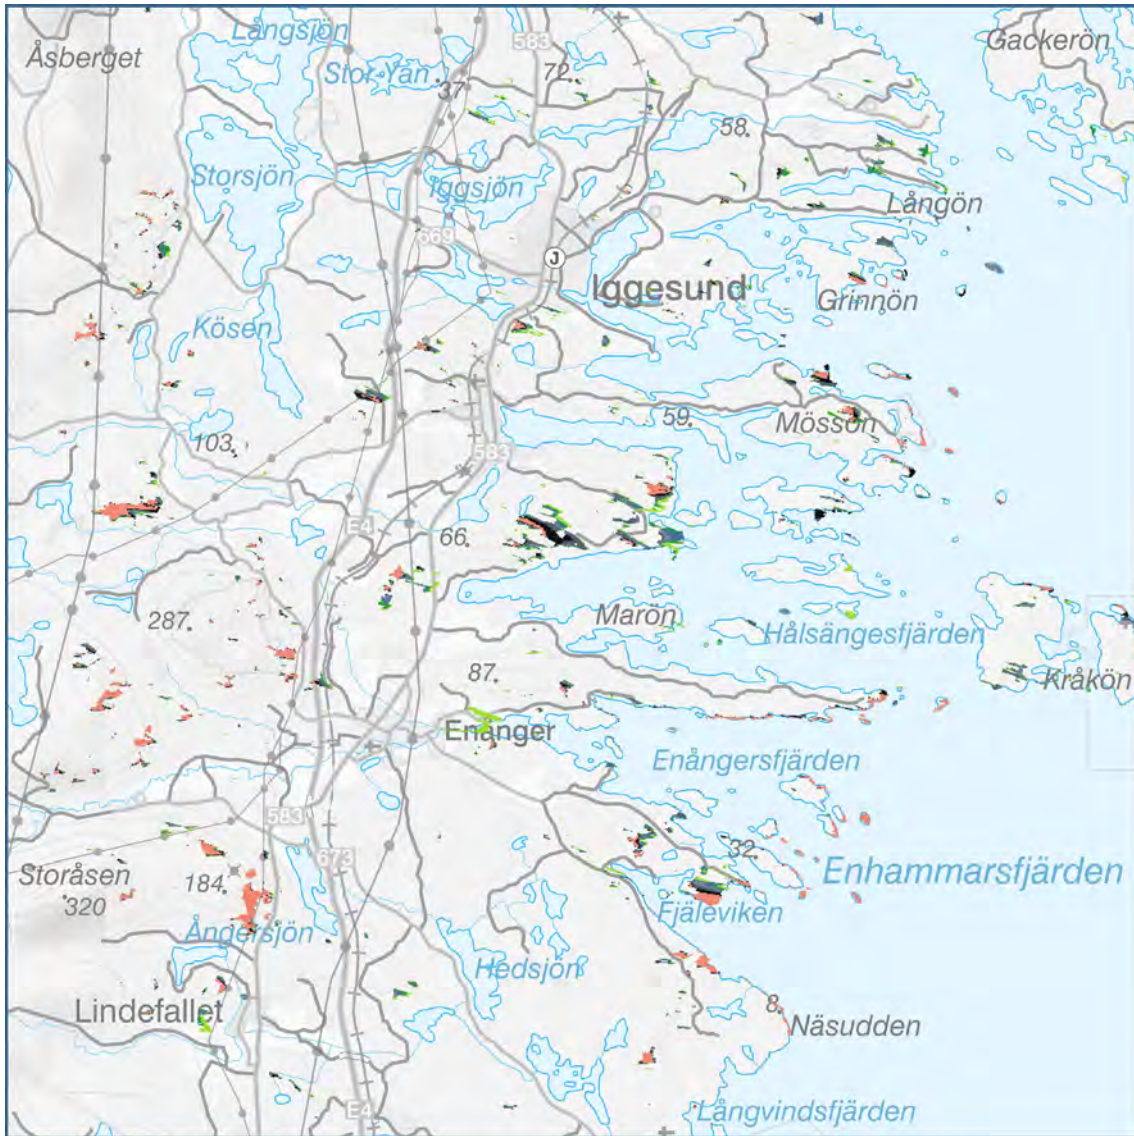 Långsjön
583
Gackerön
Åsberget
Stor-Yan
72
37
58
Storsjön
Iggsjön
Långön
669
J
Iggesund
Grinnön
Kösen
59
Mössön
103
583
E4
66
287
Marön
Hålsängesfjärden
87
Kråkön
Enånger
Enångersfjärden
583
673
32
Storåsen
184
320
Enhammarsfjärden
Fjäleviken
Ångersjön
Hedsjön
Lindefallet
8
Näsudden
E4
Långvindsfjärden